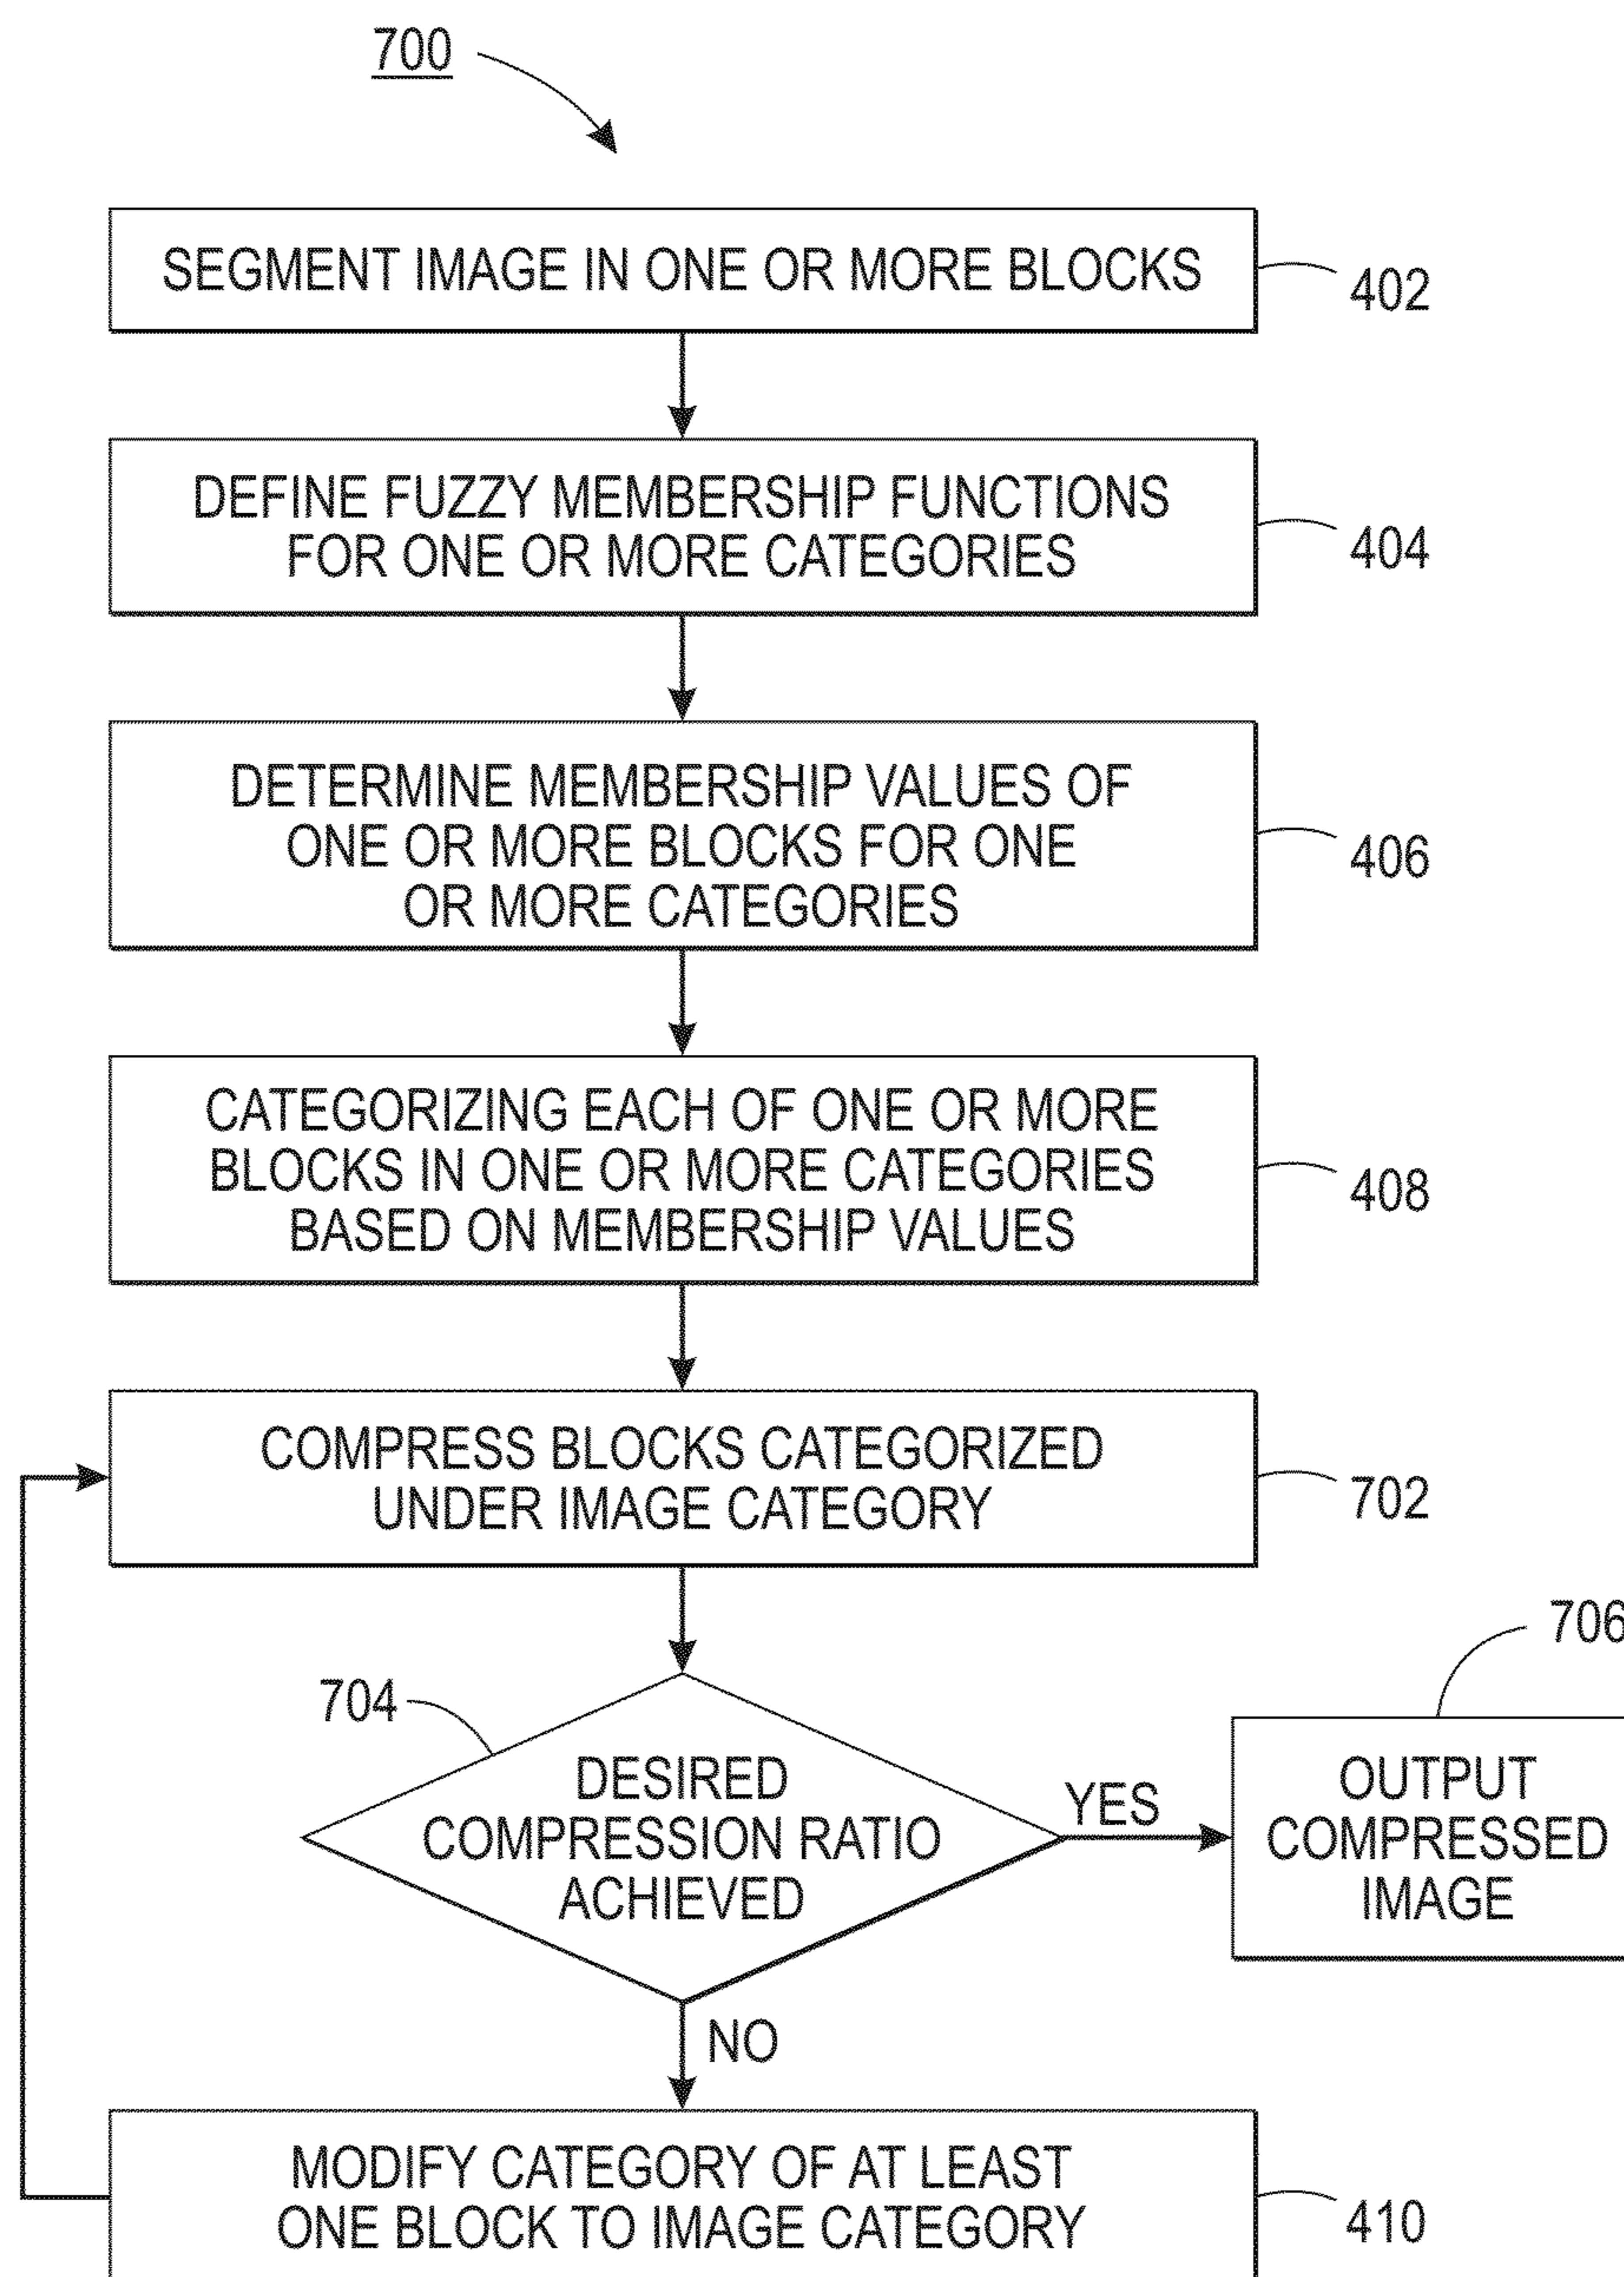 700
SEGMENT IMAGE IN ONE OR MORE BLOCKS
402
DEFINE FUZZY MEMBERSHIP FUNCTIONS
FOR ONE OR MORE CATEGORIES
404
DETERMINE MEMBERSHIP VALUES OF
ONE OR MORE BLOCKS FOR ONE
OR MORE CATEGORIES
406
CATEGORIZING EACH OF ONE OR MORE
BLOCKS IN ONE OR MORE CATEGORIES
BASED ON MEMBERSHIP VALUES
408
COMPRESS BLOCKS CATEGORIZED
UNDER IMAGE CATEGORY
702
704
DESIRED
COMPRESSION RATIO
ACHIEVED
YES
706
OUTPUT
COMPRESSED
IMAGE
NO
MODIFY CATEGORY OF AT LEAST
ONE BLOCK TO IMAGE CATEGORY
410